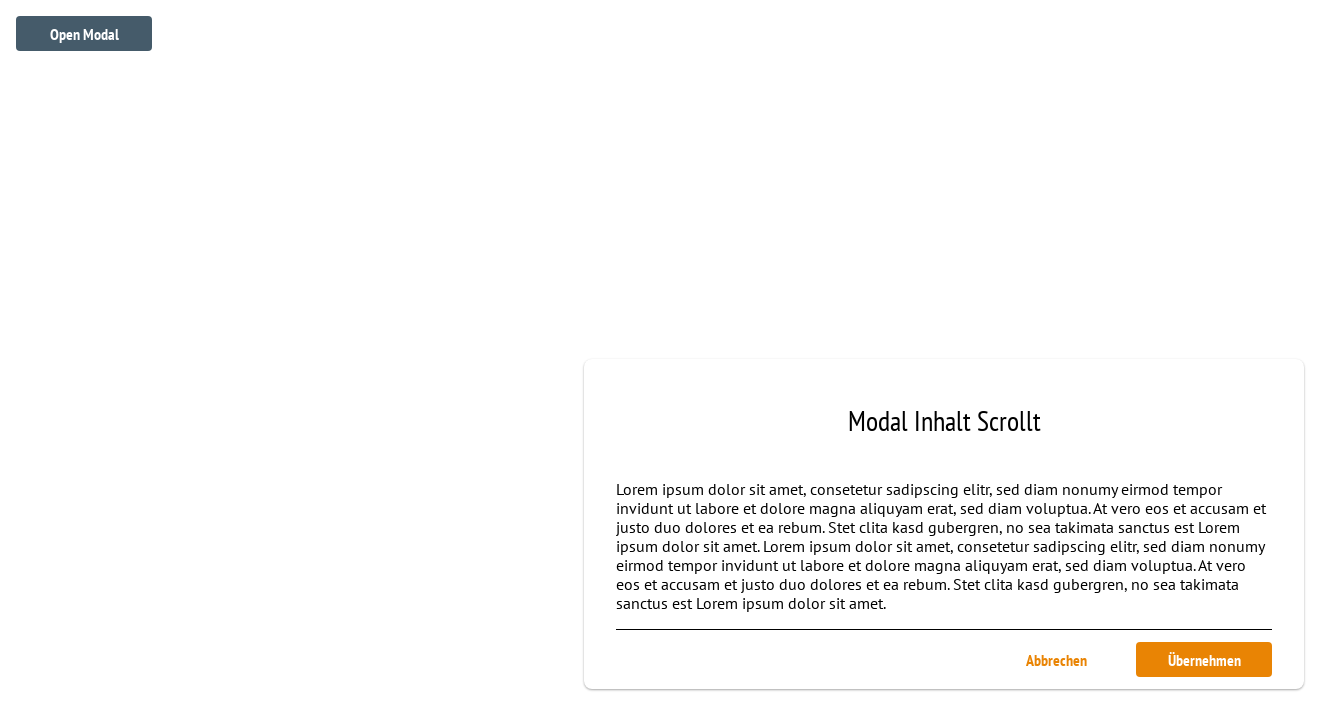 Open Modal
Modal Inhalt Scrollt
Lorem ipsum dolor sit amet, consetetur sadipscing elitr, sed diam nonumy eirmod tempor
invidunt ut labore et dolore magna aliquyam erat, sed diam voluptua. At vero eos et accusam et
justo duo dolores et ea rebum. Stet clita kasd gubergren, no sea takimata sanctus est Lorem
ipsum dolor sit amet. Lorem ipsum dolor sit amet, consetetur sadipscing elitr, sed diam nonumy
eirmod tempor invidunt ut labore et dolore magna aliquyam erat, sed diam voluptua. At vero
eos et accusam et justo duo dolores et ea rebum. Stet clita kasd gubergren, no sea takimata
sanctus est Lorem ipsum dolor sit amet.
Abbrechen
Übernehmen